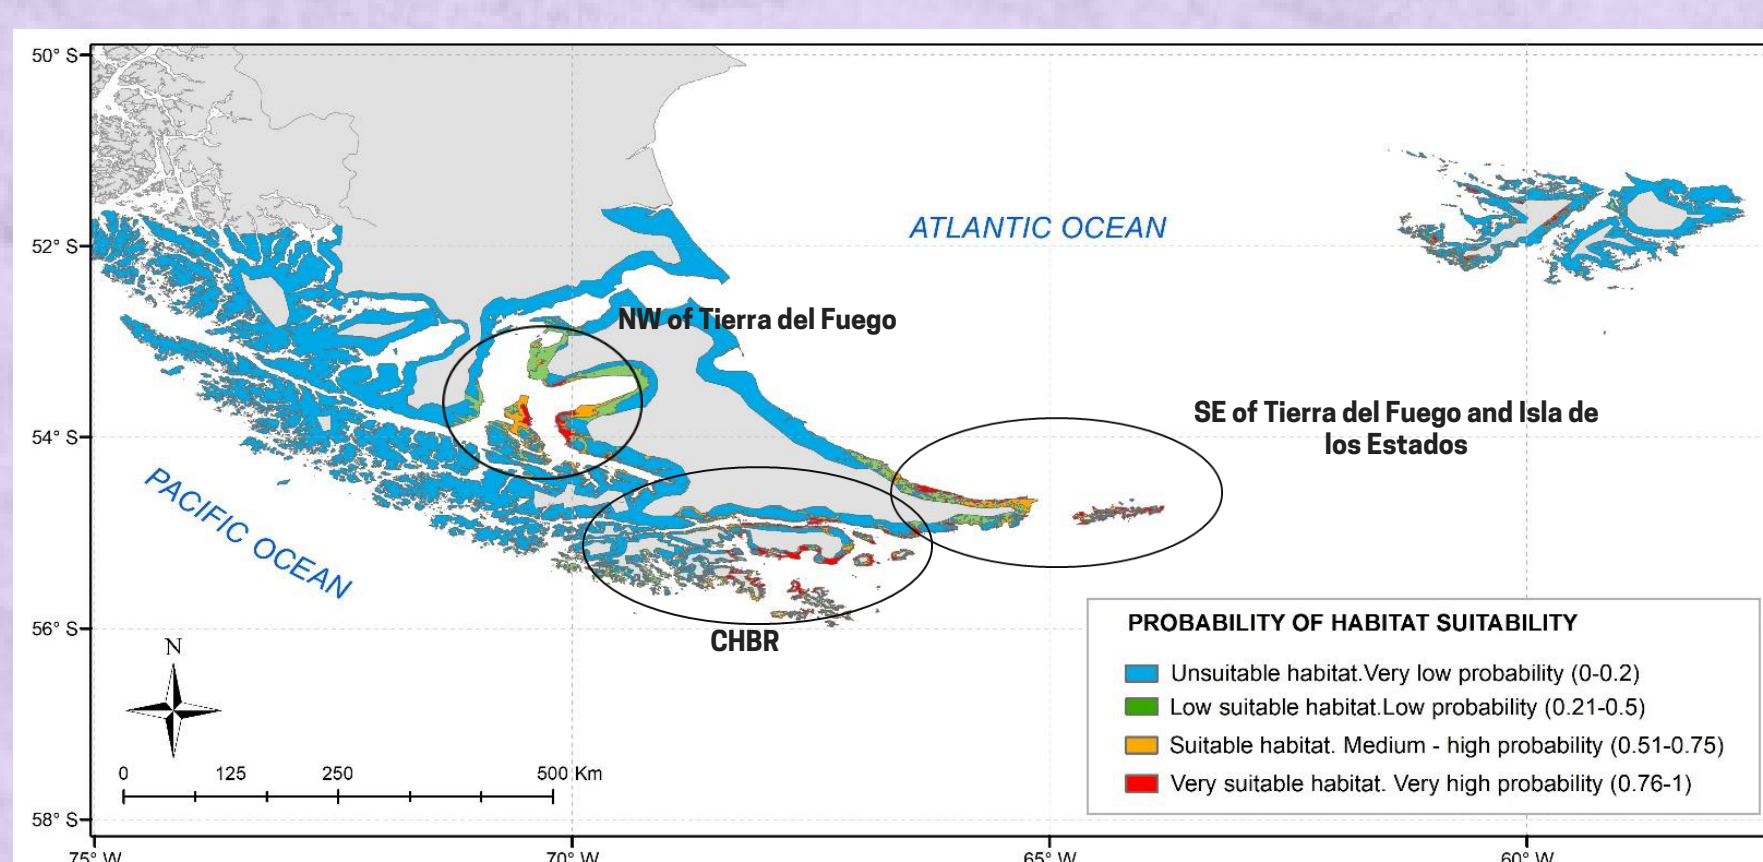 50° S
52° S
54° S
56° S
58° S
ATLANTIC OCEAN
NW of Tierra del Fuego
SE of Tierra del Fuego and Isla de
los Estados
PACIFIC OCEAN
CHBR
N
0 125 250 500 Km
PROBABILITY OF HABITAT SUITABILITY
Unsuitable habitat.Very low probability (0-0.2)
Low suitable habitat.Low probability (0.21-0.5)
Suitable habitat. Medium - high probability (0.51-0.75)
Very suitable habitat. Very high probability (0.76-1)
75° W 70° W 65° W 60° W